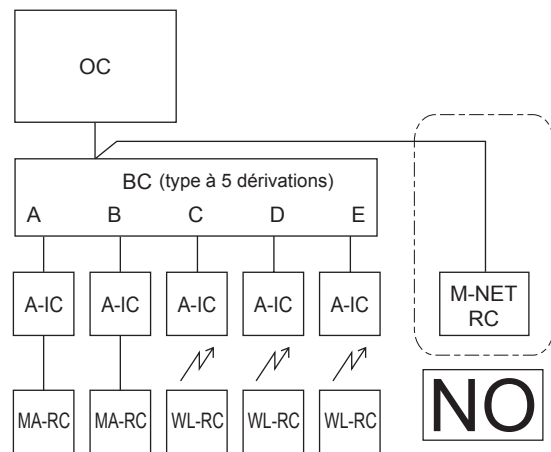 OC
BC (type à 5 dérivations)
A B C D E
A-IC A-IC A-IC A-IC A-IC
M-NET
RC
MA-RC MA-RC WL-RC WL-RC WL-RC
NO